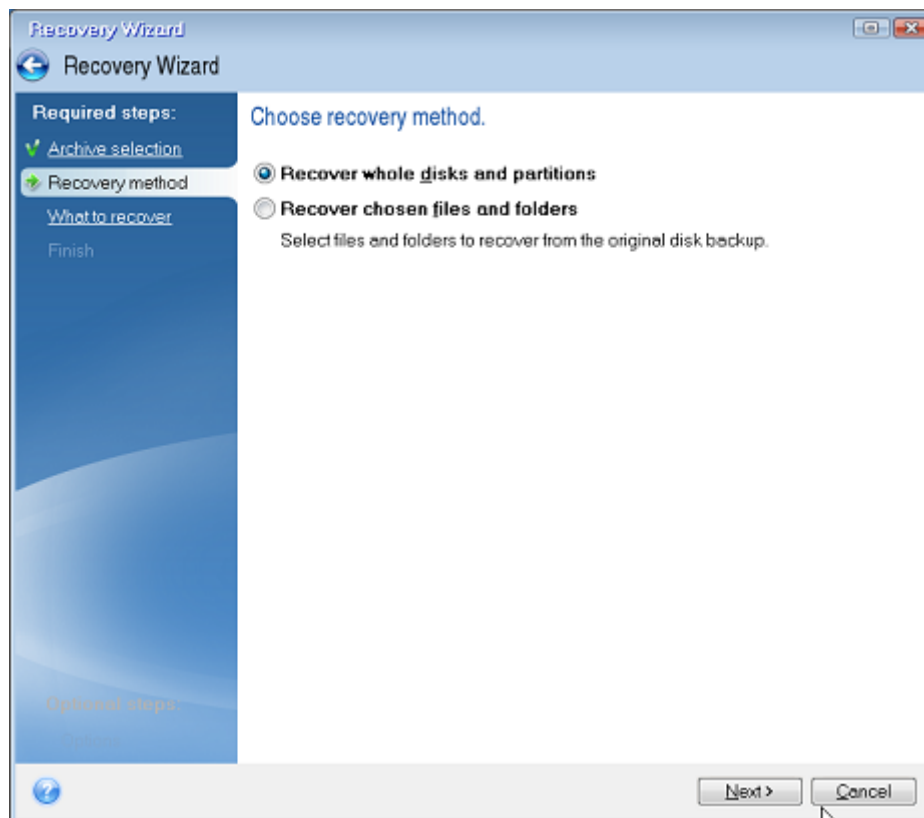 Recovery Wizard
Recovery Wizard
Required steps:
Archive selection
Recovery method
What to recover
Finish
Optional steps:
Choose recovery method.
Recover whole disks and partitions
Recover chosen files and folders
Select files and folders to recover from the original disk backup.
Next >
Cancel